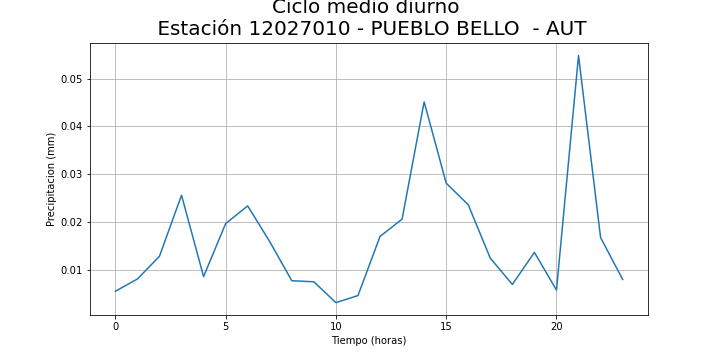 Ciclo medio diurno
Estación 12027010 - PUEBLO BELLO  - AUT
0.05
0.04
0.03
0.02
0.01
Precipitacion (mm)
0 5 10 15 20
Tiempo (horas)